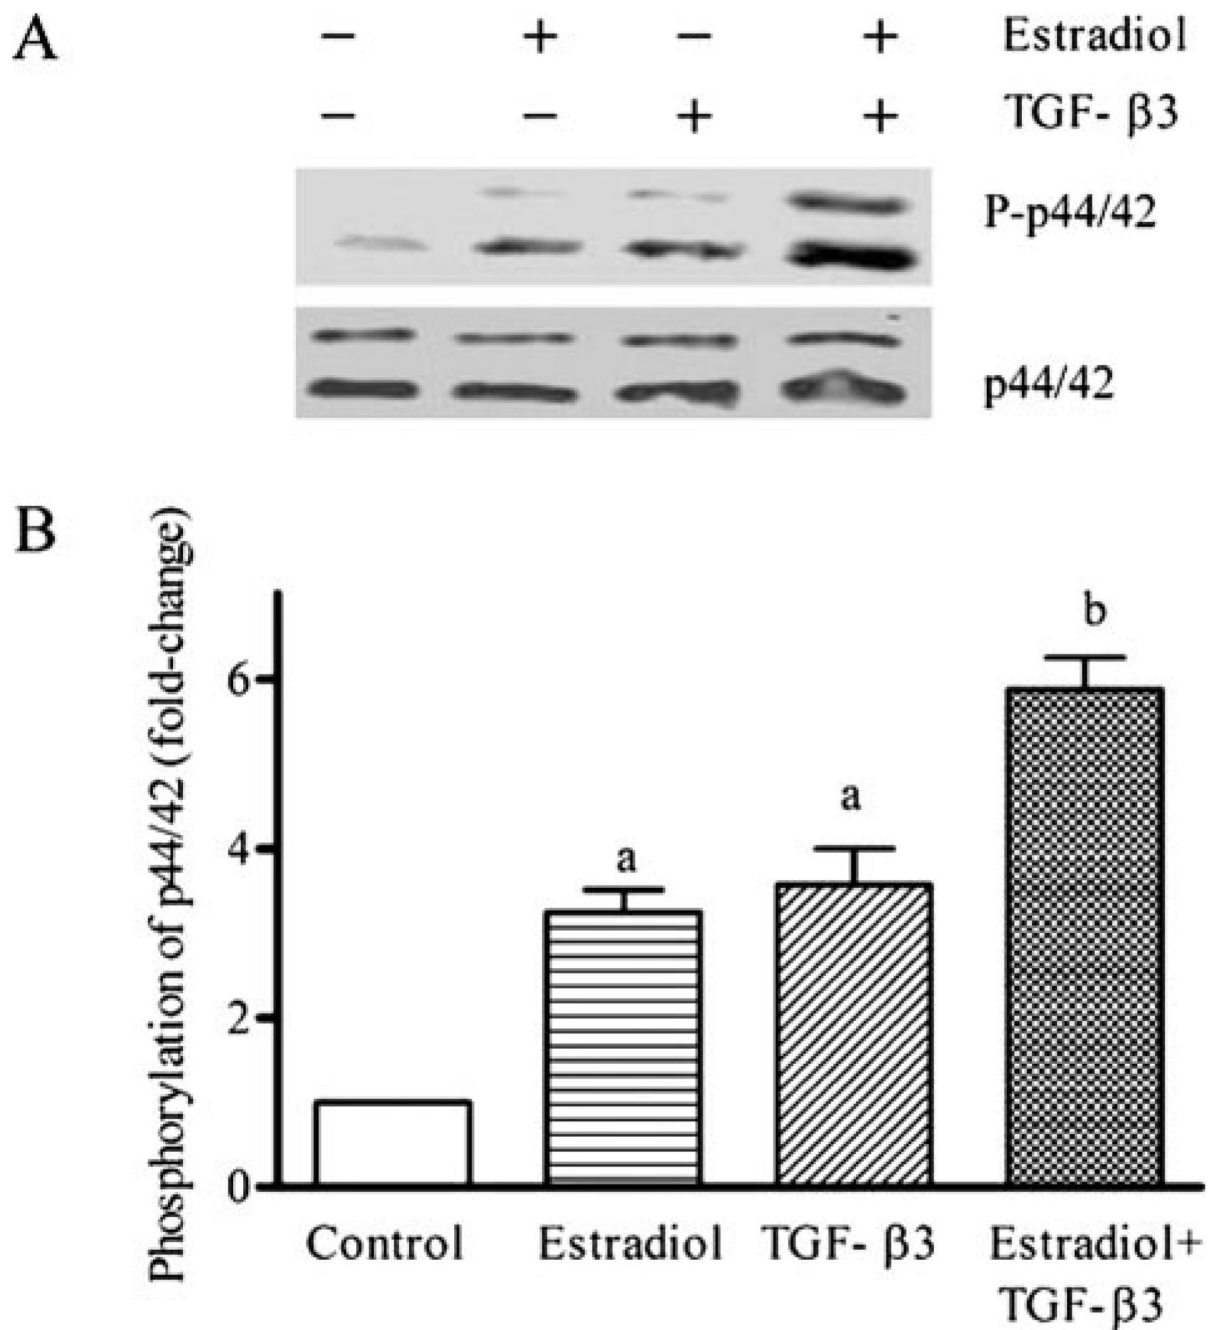 A
− + − + Estradiol
− − + + TGF- β3
P-p44/42
p44/42
B
Phosphorylation of p44/42 (fold-change)
6
4
2
0
a
a
b
Control Estradiol TGF- β3 Estradiol+
TGF-β3